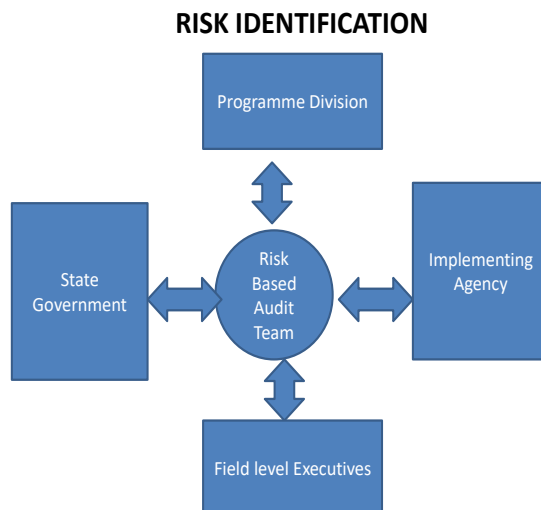 RISK IDENTIFICATION
Programme Division
State
Government
Risk
Based
Audit
Team
Implementing
Agency
Field level Executives